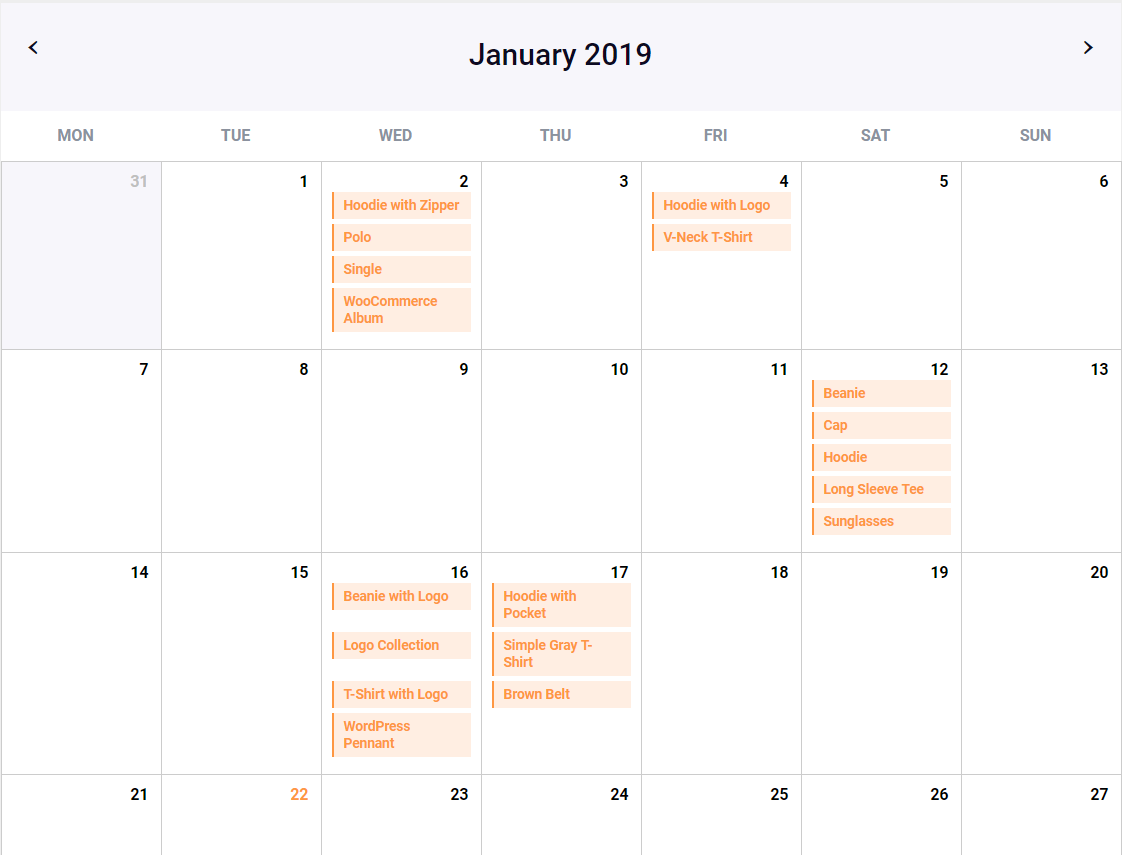 January 2019
MON TUE WED THU FRI SAT SUN
31 1 2 3 4 5 6
Hoodie with Zipper
Polo
Single
WooCommerce
Album
Hoodie with Logo
V-Neck T-Shirt
7 8 9 10 11 12 13
Beanie
Cap
Hoodie
Long Sleeve Tee
Sunglasses
14 15 16 17 18 19 20
Beanie with Logo
Logo Collection
T-Shirt with Logo
WordPress
Pennant
Hoodie with
Pocket
Simple Gray T-
Shirt
Brown Belt
21 22 23 24 25 26 27